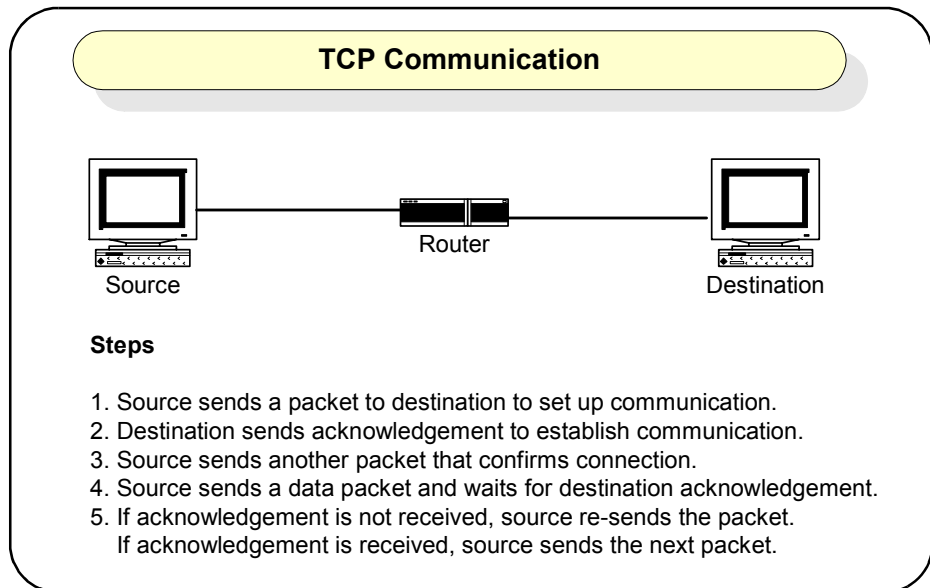 TCP Communication
Router
Source
Destination
Steps
1. Source sends a packet to destination to set up communication.
2. Destination sends acknowledgement to establish communication.
3. Source sends another packet that confirms connection.
4. Source sends a data packet and waits for destination acknowledgement.
5. If acknowledgement is not received, source re-sends the packet.
If acknowledgement is received, source sends the next packet.